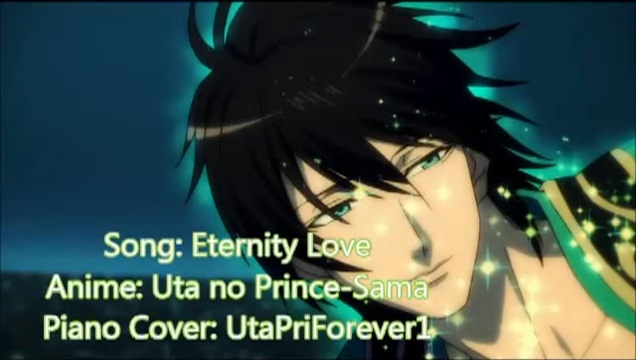 Song: Eternity Love
Anime: Uta no Prince-Sama
Piano Cover: UtaPriForever1